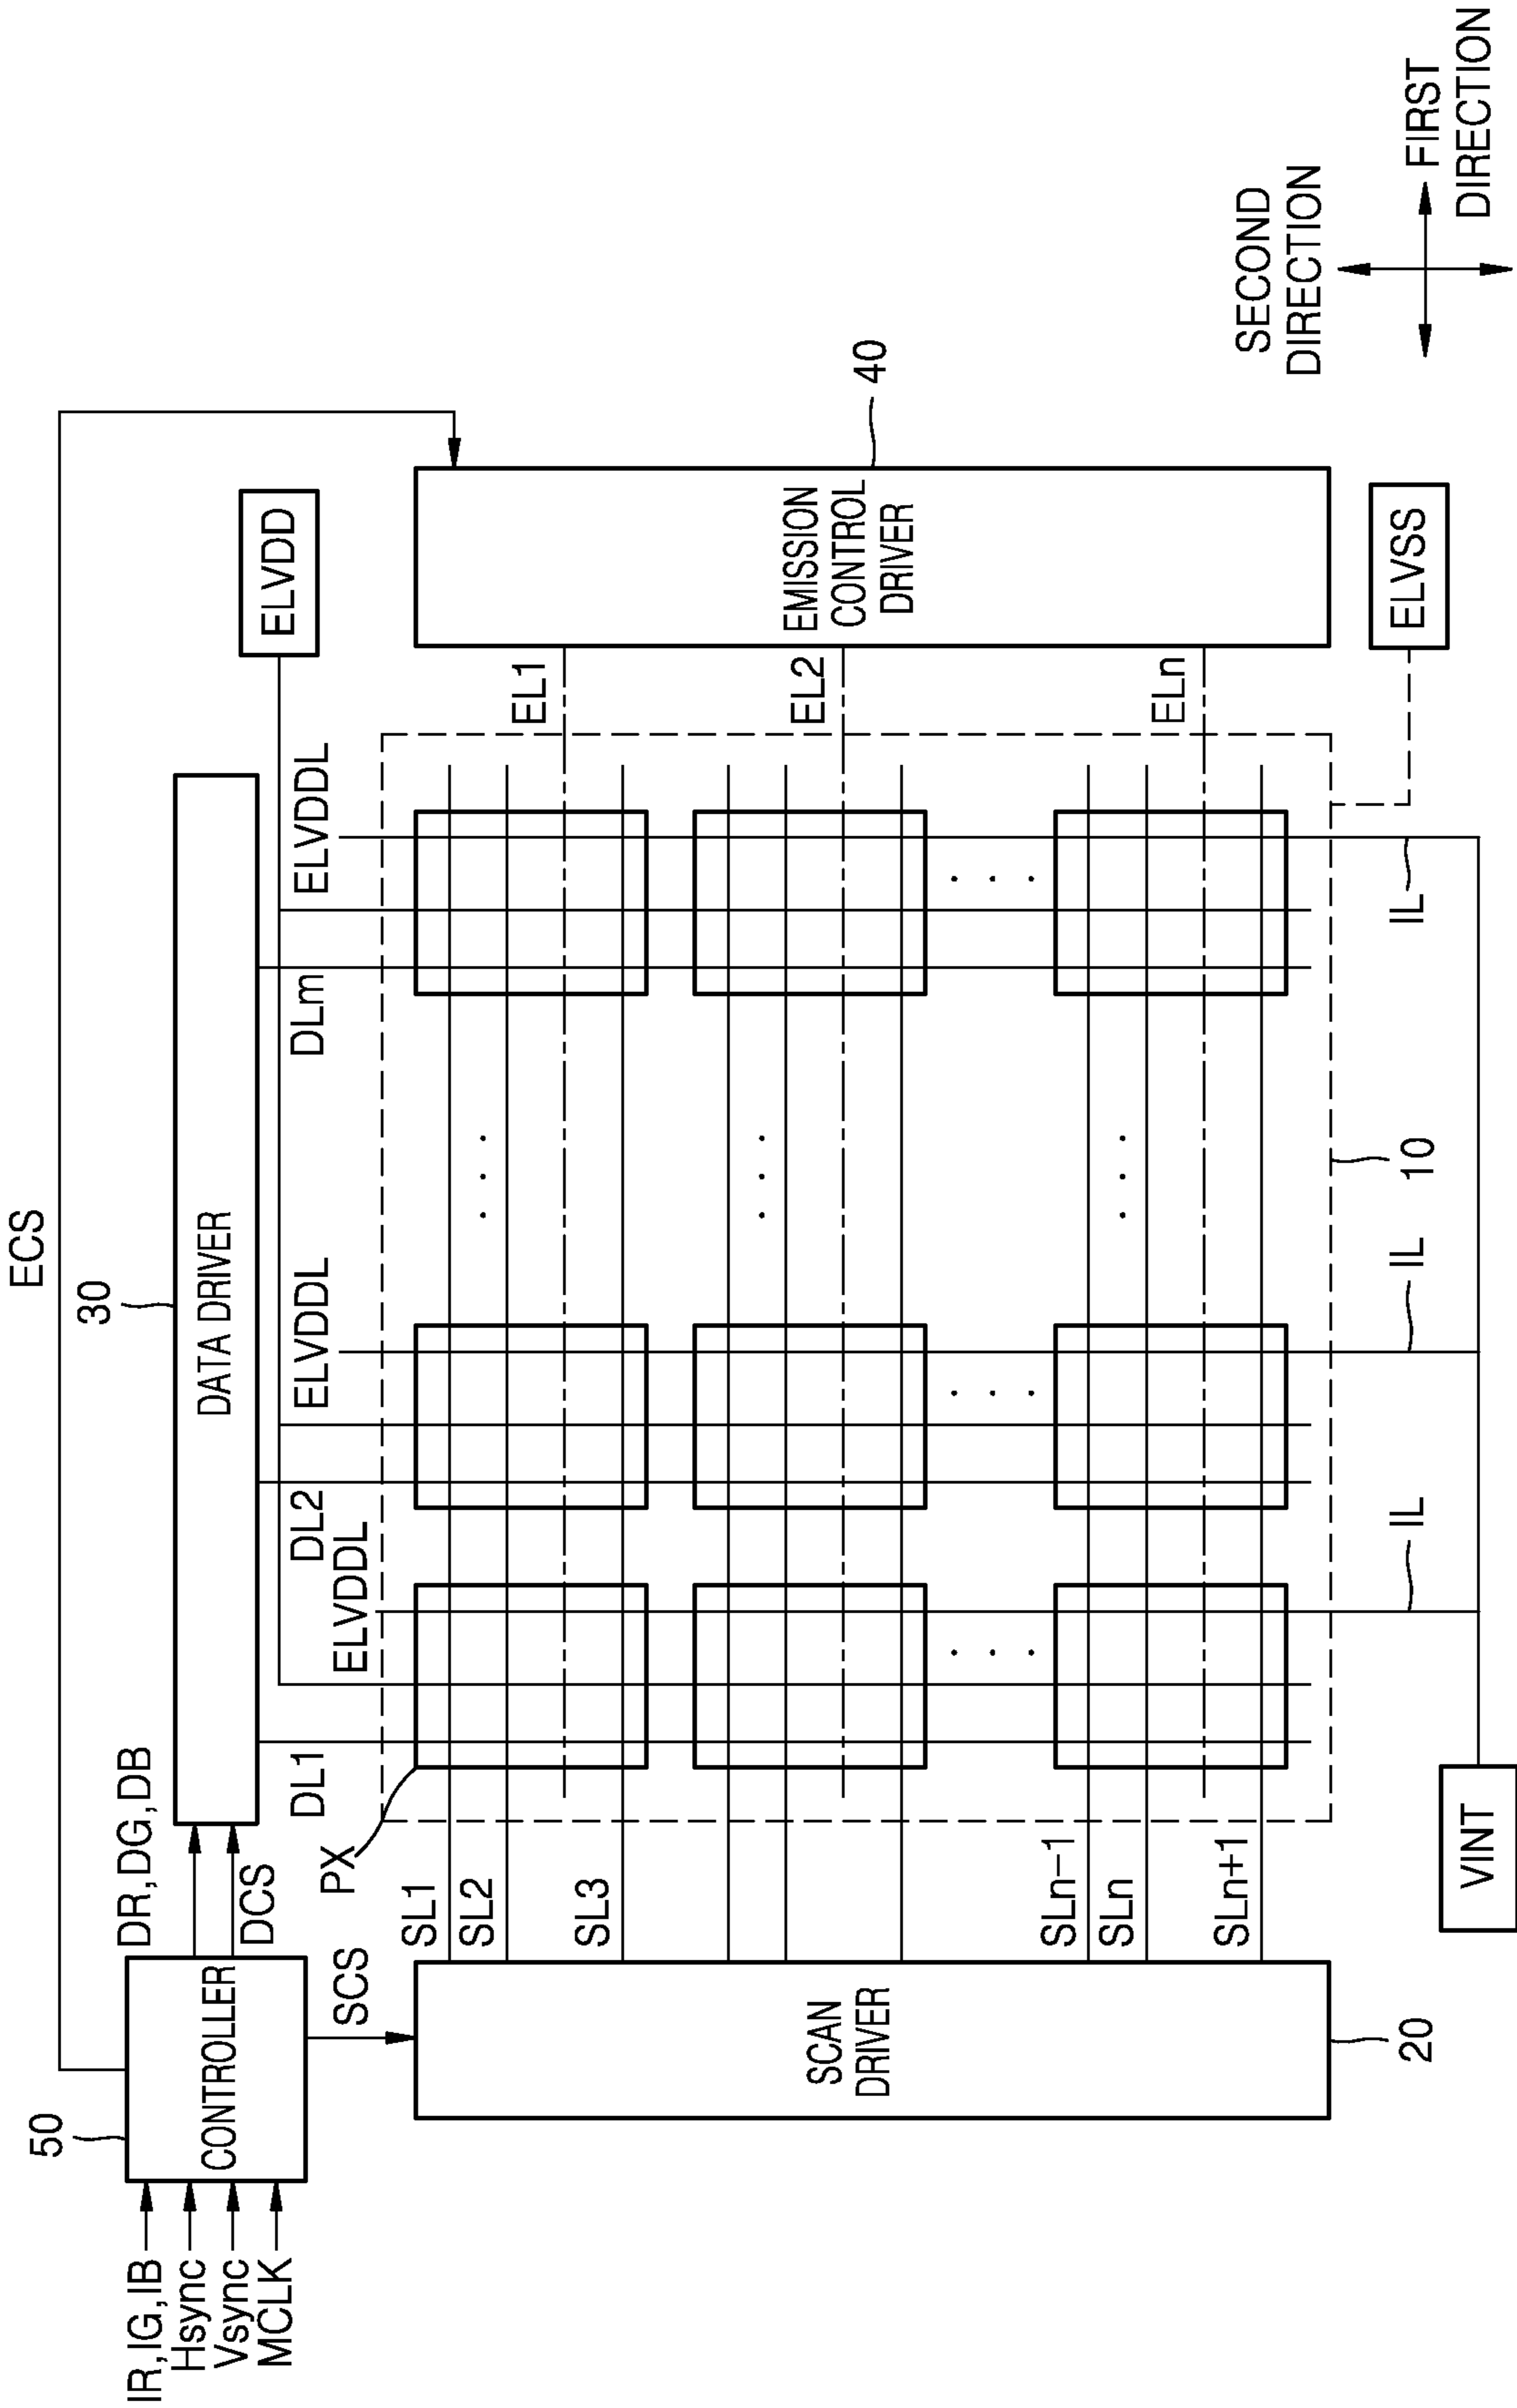 ECS
30
DATA DRIVER
50
CONTROLLER
IR,IG,IB
Hsync
Vsync
MCLK
DR,DG,DB
DCS
SCS
ELVDD
DL1
ELVDDL
DL2
ELVDDL
DLm
ELVDDL
PX
SL1
SL2
SL3
SLn-1
SLn
SLn+1
SCAN
DRIVER
20
EL1
EL2
ELn
EMISSION
CONTROL
DRIVER
40
ELVSS
VINT
IL
IL
10
IL
SECOND
DIRECTION
FIRST
DIRECTION